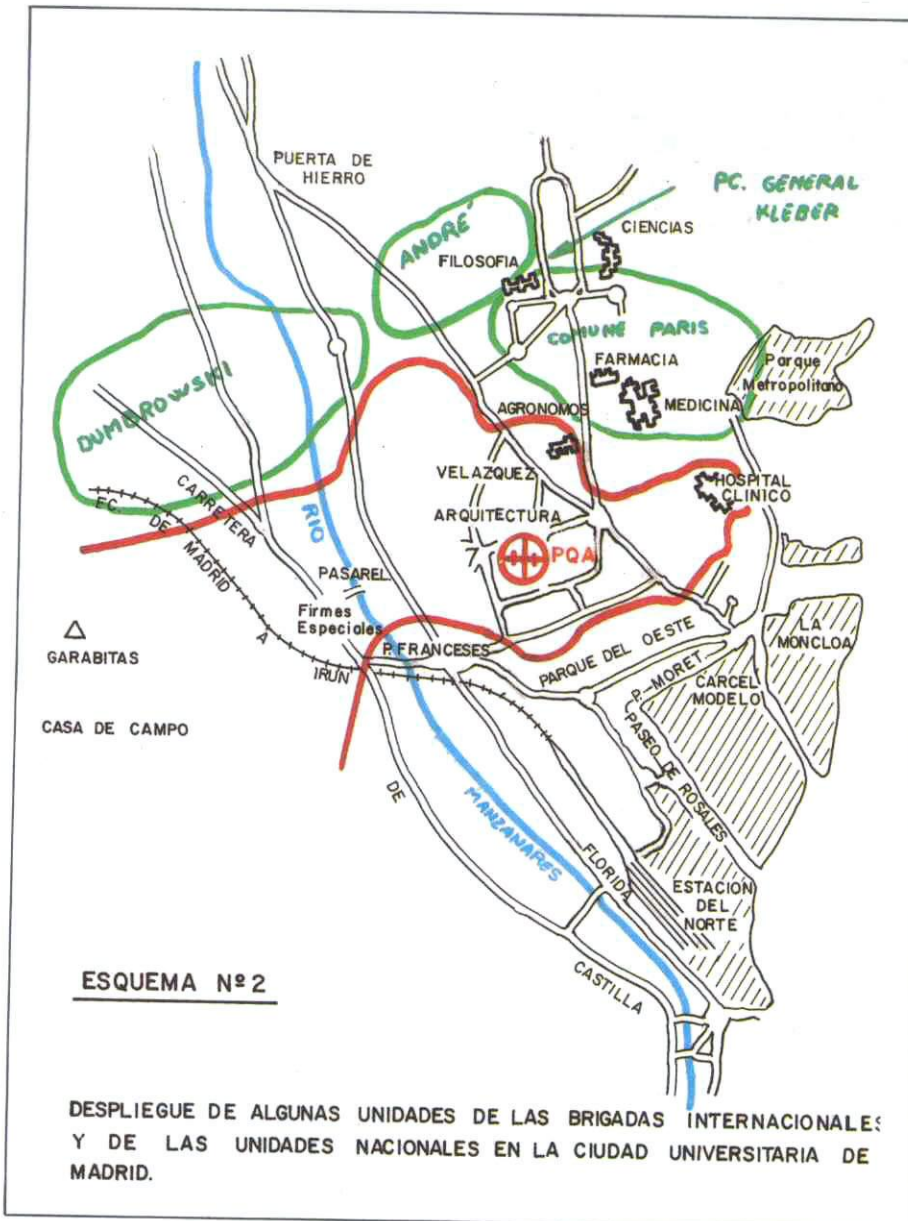 PUERTA DE
HIERRO
PC. GENERAL
KLEBER
ANDRÉ
CIENCIAS
FILOSOFIA
COMUNE PARIS
DUMBROWSKI
FARMACIA
Parque
Metropolitano
MEDICINA
AGRONOMOS
VELAZQUEZ
HOSPITAL
CLINICO
ARQUITECTURA
PQA
CARRETERA
F.C. DE MADRID A IRUN
RIO
PASAREL
Firmes
Especiales
P. FRANCESES
PARQUE DEL OESTE
LA
MONCLOA
GARABITAS
P. MORET
CARCEL
MODELO
CASA DE CAMPO
PASEO DE ROSALES
DE
MANZANARES
FLORIDA
ESTACION
DEL
NORTE
CASTILLA
ESQUEMA Nº 2
DESPLIEGUE DE ALGUNAS UNIDADES DE LAS BRIGADAS INTERNACIONALES
Y DE LAS UNIDADES NACIONALES EN LA CIUDAD UNIVERSITARIA DE
MADRID.